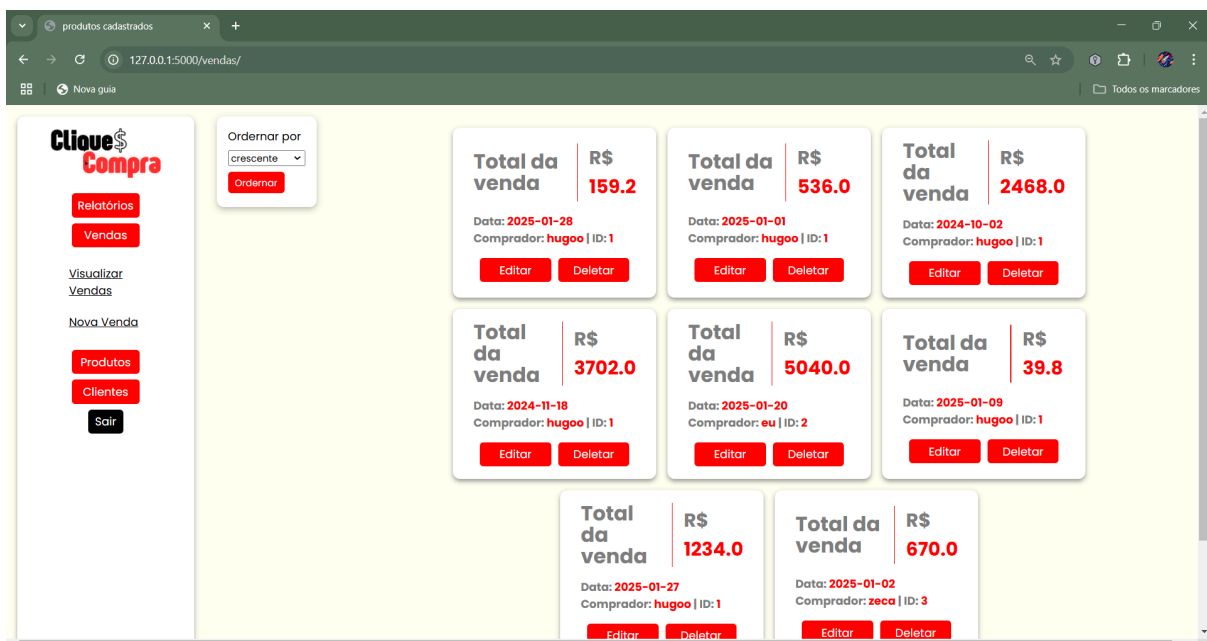 produtos cadastrados
127.0.0.1:5000/vendas/
Nova guia
Todos os marcadores
Clique$
Compra
Relatórios
Vendas
Visualizar
Vendas
Nova Venda
Produtos
Clientes
Sair
Ordernar por
crescente
Ordernar
Total da
venda
R$
159.2
Data: 2025-01-28
Comprador: hugoo | ID: 1
Editar Deletar
Total da
venda
R$
536.0
Data: 2025-01-01
Comprador: hugoo | ID: 1
Editar Deletar
Total
da
venda
R$
2468.0
Data: 2024-10-02
Comprador: hugoo | ID: 1
Editar Deletar
Total
da
venda
R$
3702.0
Data: 2024-11-18
Comprador: hugoo | ID: 1
Editar Deletar
Total
da
venda
R$
5040.0
Data: 2025-01-20
Comprador: eu | ID: 2
Editar Deletar
Total da
venda
R$
39.8
Data: 2025-01-09
Comprador: hugoo | ID: 1
Editar Deletar
Total
da
venda
R$
1234.0
Data: 2025-01-27
Comprador: hugoo | ID: 1
Editar Deletar
Total da
venda
R$
670.0
Data: 2025-01-02
Comprador: zeca | ID: 3
Editar Deletar